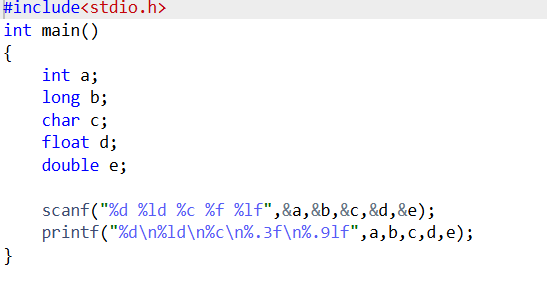 #include<stdio.h>
int main()
{
    int a;
    long b;
    char c;
    float d;
    double e;

    scanf("%d %ld %c %f %lf",&a,&b,&c,&d,&e);
    printf("%d\n%ld\n%c\n%.3f\n%.9lf",a,b,c,d,e);
}